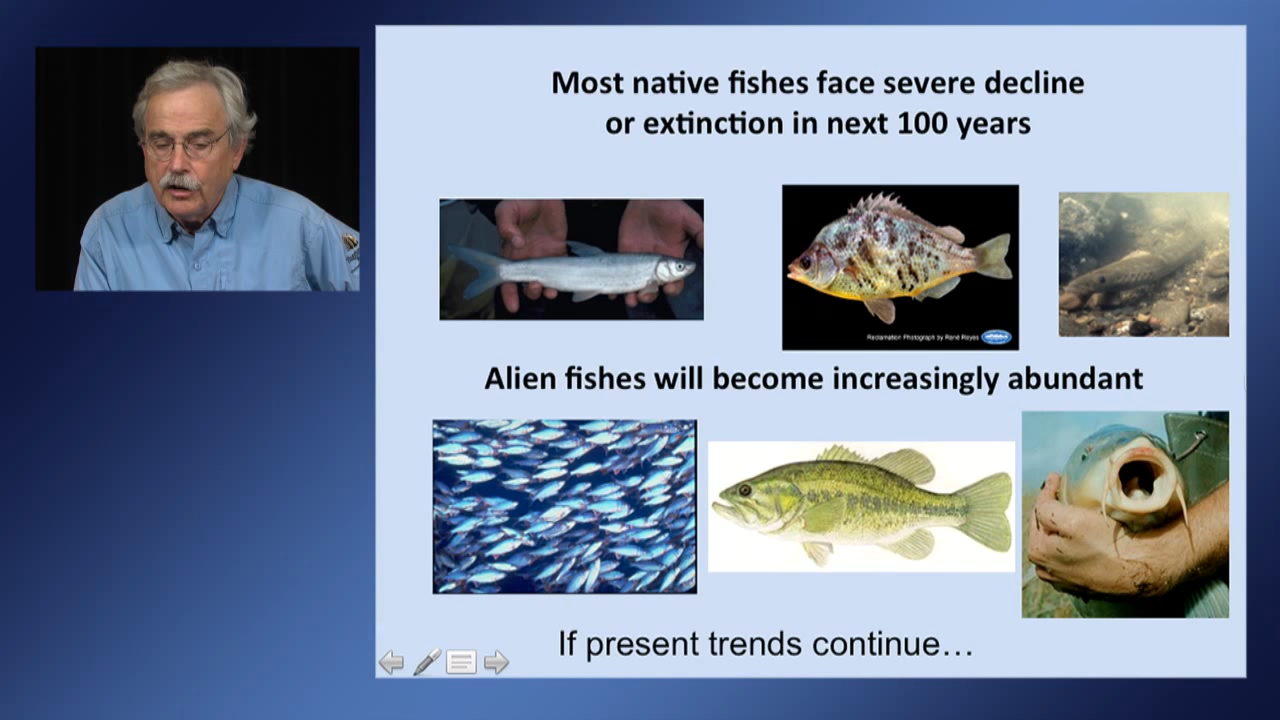 Most native fishes face severe decline
or extinction in next 100 years
Reclamation Photograph by René Reyes
Alien fishes will become increasingly abundant
If present trends continue…